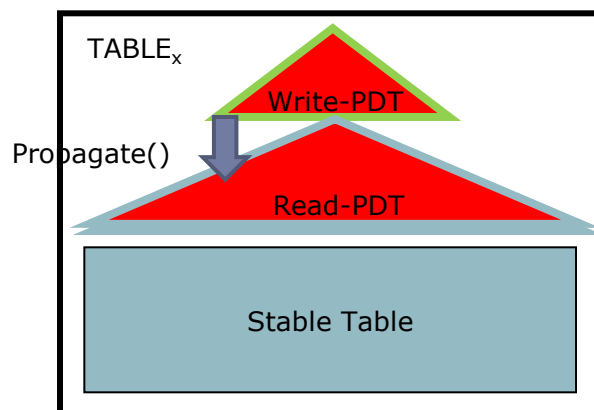 TABLEₓ
Write-PDT
Propagate()
Read-PDT
Stable Table